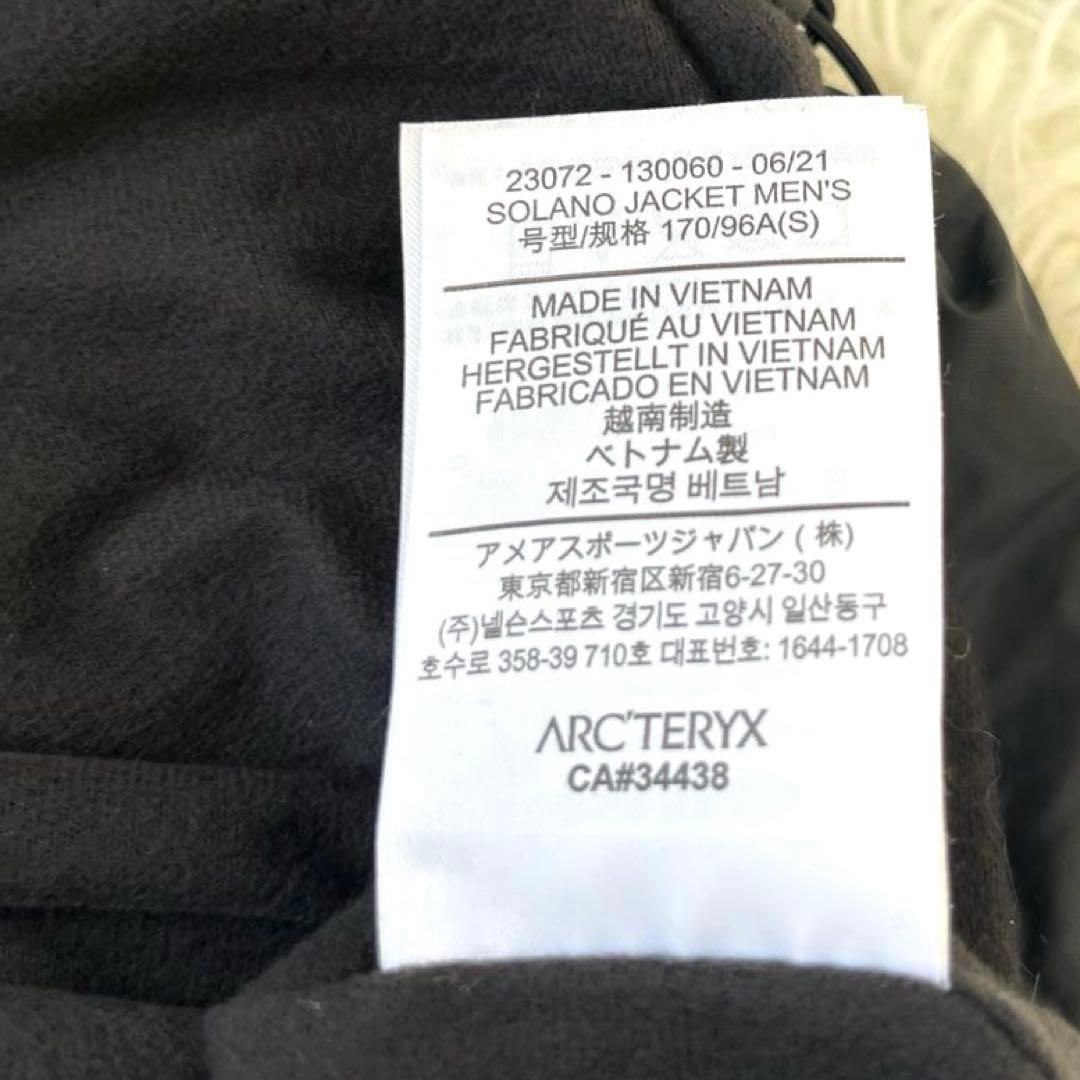 23072 - 130060 - 06/21
SOLANO JACKET MEN'S
号型/规格 170/96A(S)
MADE IN VIETNAM
FABRIQUÉ AU VIETNAM
HERGESTELLT IN VIETNAM
FABRICADO EN VIETNAM
越南制造
ベトナム製
제조국명 베트남
アメアスポーツジャパン ( 株)
東京都新宿区新宿6-27-30
(주)넬슨스포츠 경기도 고양시 일산동구
호수로 358-39 710호 대표번호: 1644-1708
ARC'TERYX
CA#34438